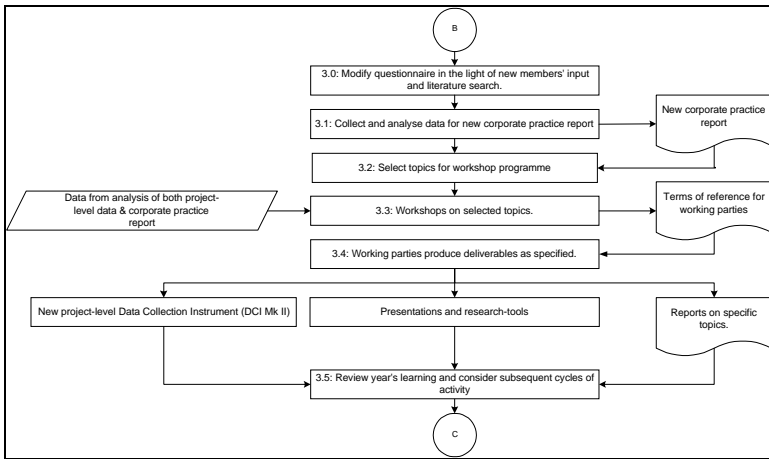 B
3.0: Modify questionnaire in the light of new members' input
and literature search.
3.1: Collect and analyse data for new corporate practice report
New corporate practice
report
3.2: Select topics for workshop programme
Data from analysis of both project-
level data & corporate practice
report
3.3: Workshops on selected topics.
Terms of reference for
working parties
3.4: Working parties produce deliverables as specified.
New project-level Data Collection Instrument (DCI Mk II)
Presentations and research-tools
Reports on specific
topics.
3.5: Review year's learning and consider subsequent cycles of
activity
C